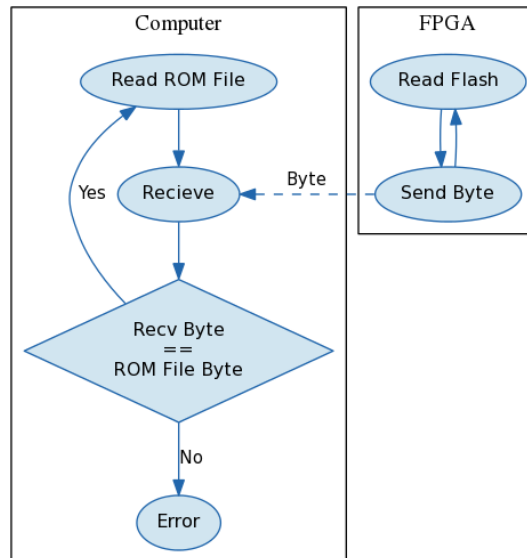 Computer
FPGA
Read ROM File
Read Flash
Yes
Recieve
Byte
Send Byte
Recv Byte
==
ROM File Byte
No
Error